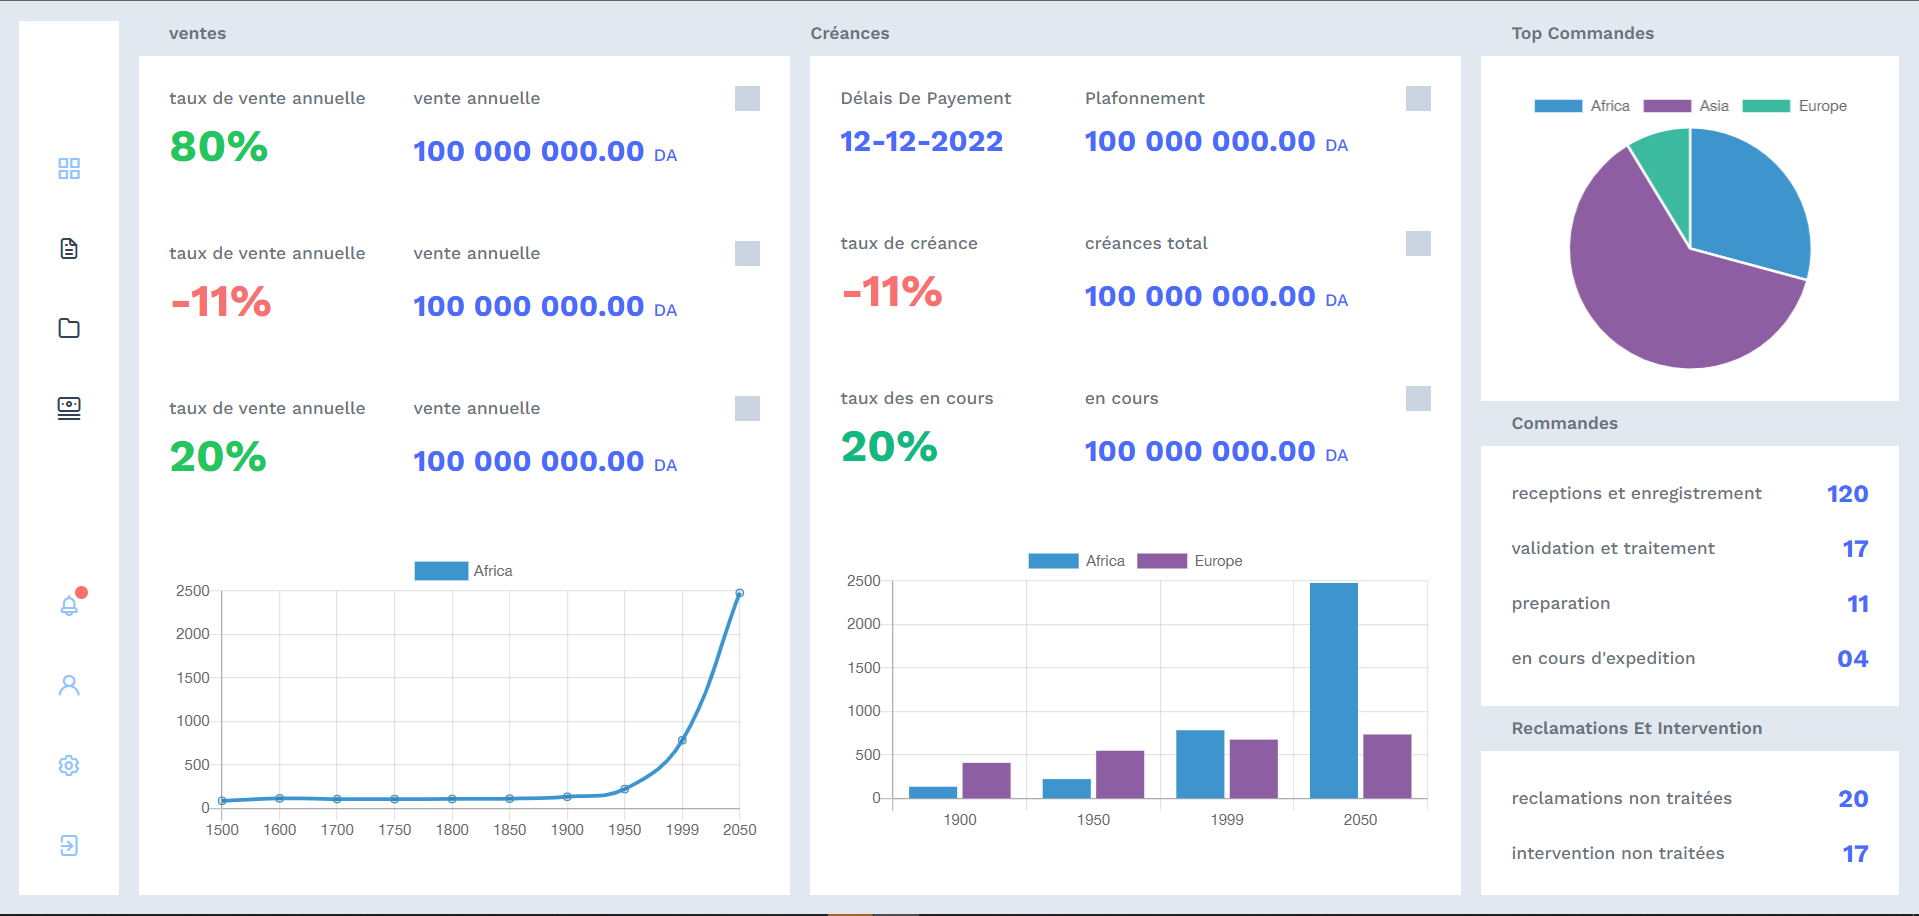 ventes
taux de vente annuelle vente annuelle
80% 100 000 000.00 DA
taux de vente annuelle vente annuelle
-11% 100 000 000.00 DA
taux de vente annuelle vente annuelle
20% 100 000 000.00 DA
Africa
2500
2000
1500
1000
500
0
1500 1600 1700 1750 1800 1850 1900 1950 1999 2050
Créances
Délais De Payement Plafonnement
12-12-2022 100 000 000.00 DA
taux de créance créances total
-11% 100 000 000.00 DA
taux des en cours en cours
20% 100 000 000.00 DA
Africa Europe
2500
2000
1500
1000
500
0
1900 1950 1999 2050
Top Commandes
Africa Asia Europe
Commandes
receptions et enregistrement 120
validation et traitement 17
preparation 11
en cours d'expedition 04
Reclamations Et Intervention
reclamations non traitées 20
intervention non traitées 17